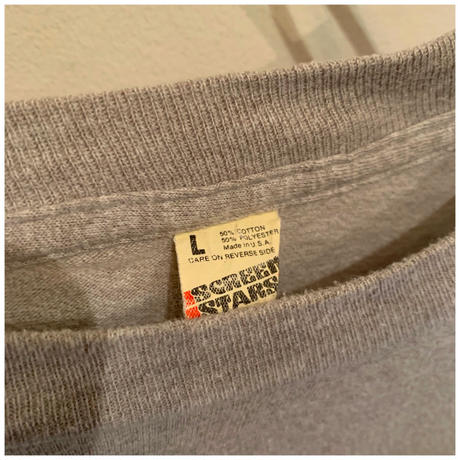 L
50% COTTON
50% POLYESTER
Made in U.S.A.
CARE ON REVERSE SIDE
SCREEN
STARS